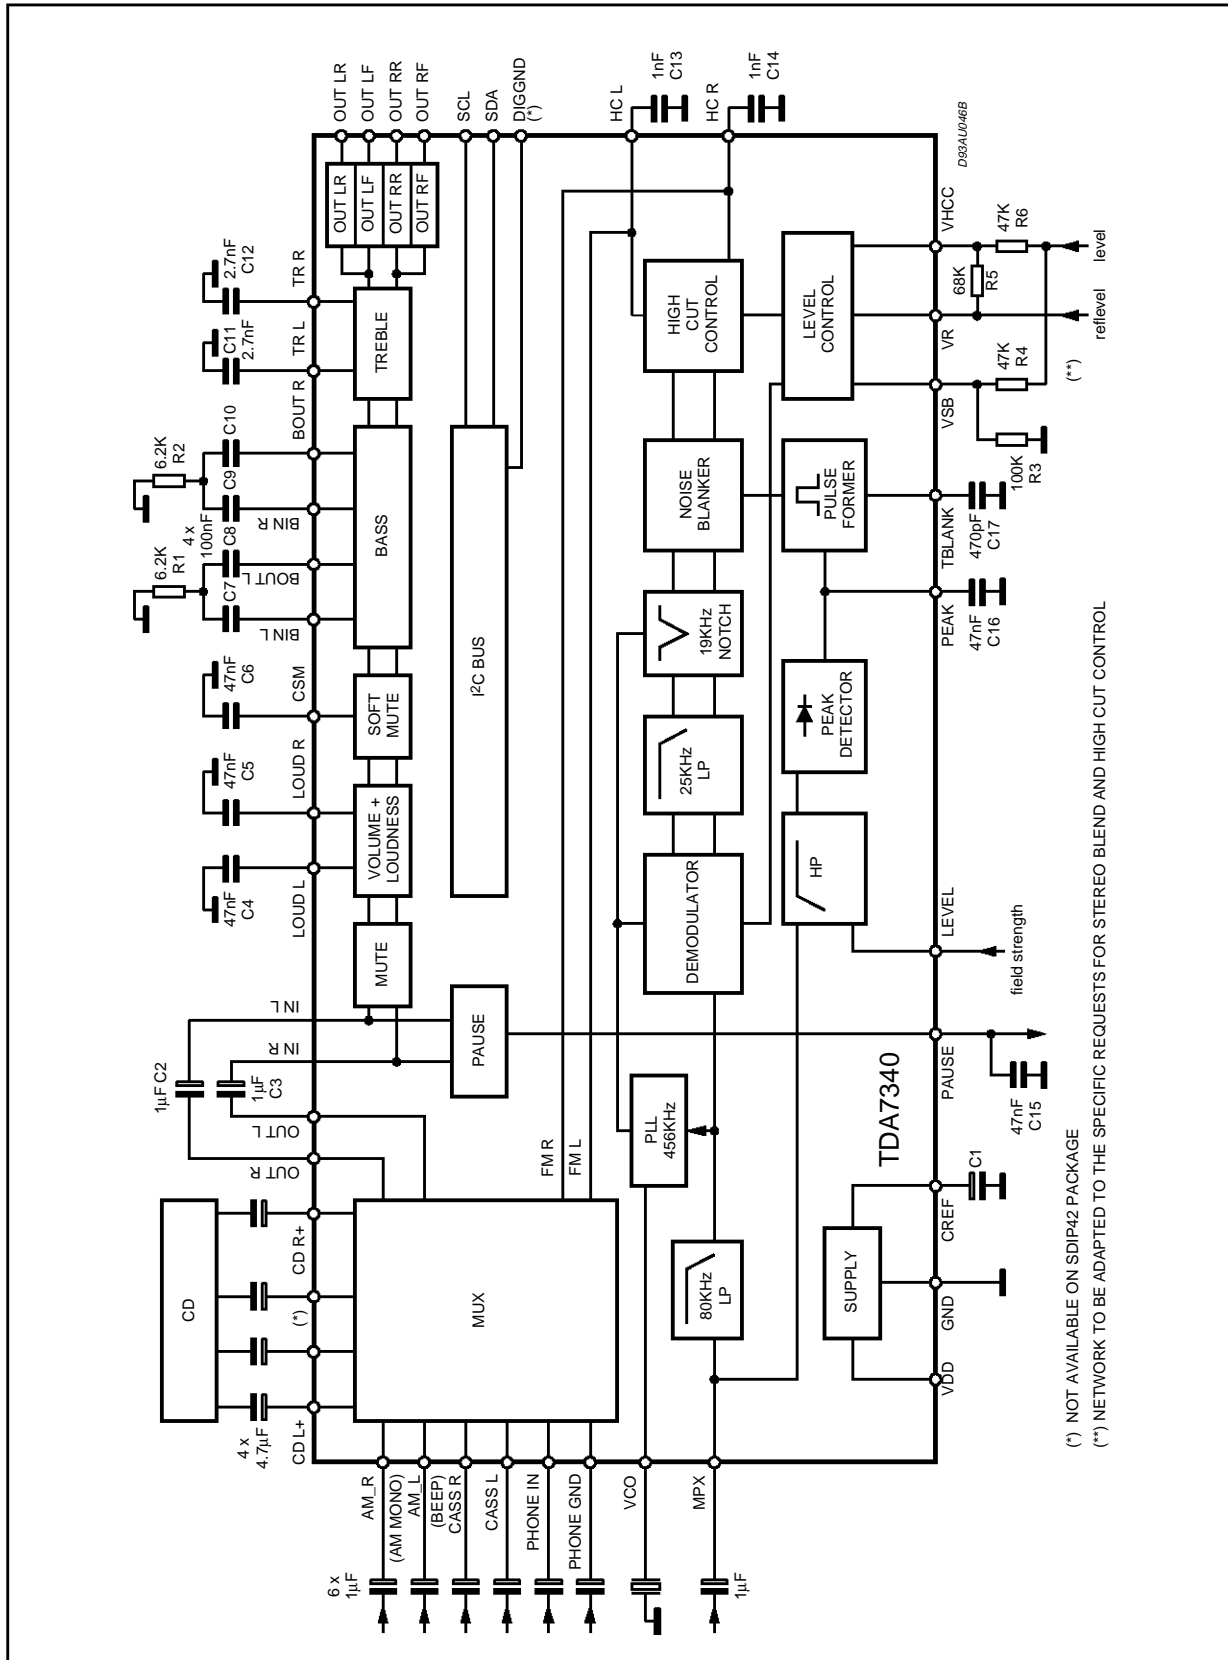 CD
4 x
4.7µF
CD L+
(*)
CD R+
OUT R
OUT L
1µF C2
1µF
C3
IN R
IN L
LOUD L
47nF
C4
LOUD R
47nF
C5
CSM
47nF
C6
BIN L
BOUT L
C7
C8
6.2K
R1
4 x
100nF
BIN R
BOUT R
C9
C10
6.2K
R2
TR L
C11
2.7nF
TR R
2.7nF
C12
AM_R
(AM MONO)
AM_L
(BEEP)
CASS R
CASS L
PHONE IN
PHONE GND
6 x
1µF
VCO
MPX
1µF
MUX
MUTE
VOLUME +
LOUDNESS
SOFT
MUTE
BASS
TREBLE
OUT LR
OUT LF
OUT RR
OUT RF
OUT LR
OUT LF
OUT RR
OUT RF
PAUSE
I²C BUS
SCL
SDA
DIGGND
(*)
FM R
FM L
PLL
456KHz
80KHz
LP
DEMODULATOR
25KHz
LP
19KHz
NOTCH
NOISE
BLANKER
HIGH
CUT
CONTROL
HC L
1nF
C13
HC R
1nF
C14
SUPPLY
HP
PEAK
DETECTOR
PULSE
FORMER
LEVEL
CONTROL
TDA7340
VDD
GND
CREF
C1
PAUSE
47nF
C15
LEVEL
field strength
PEAK
47nF
C16
TBLANK
470pF
C17
VSB
100K
R3
47K
R4
VR
68K
R5
VHCC
47K
R6
(**)
reflevel
level
D93AU046B
(*) NOT AVAILABLE ON SDIP42 PACKAGE
(**) NETWORK TO BE ADAPTED TO THE SPECIFIC REQUESTS FOR STEREO BLEND AND HIGH CUT CONTROL